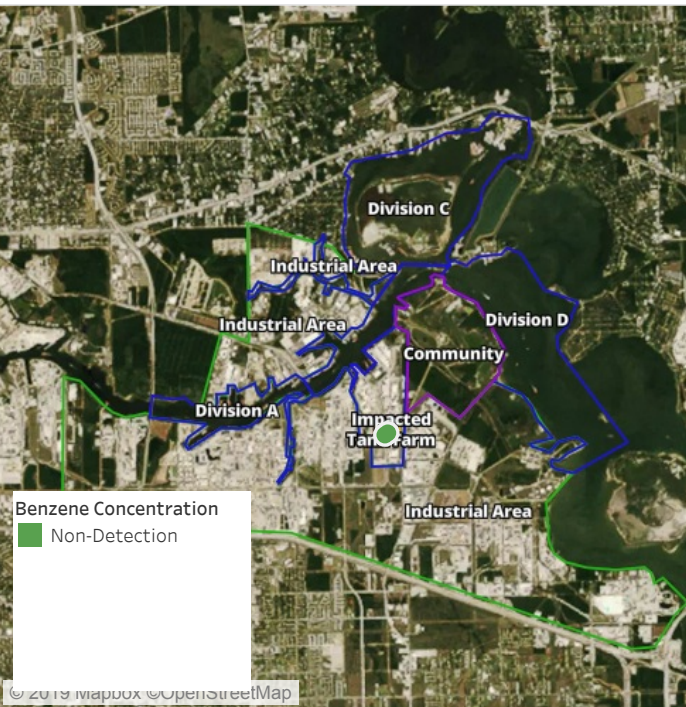 Division C
Industrial Area
Division D
Industrial Area
Community
Division A
Impacted
Tank Farm
Industrial Area
Benzene Concentration
Non-Detection
© 2019 Mapbox ©OpenStreetMap